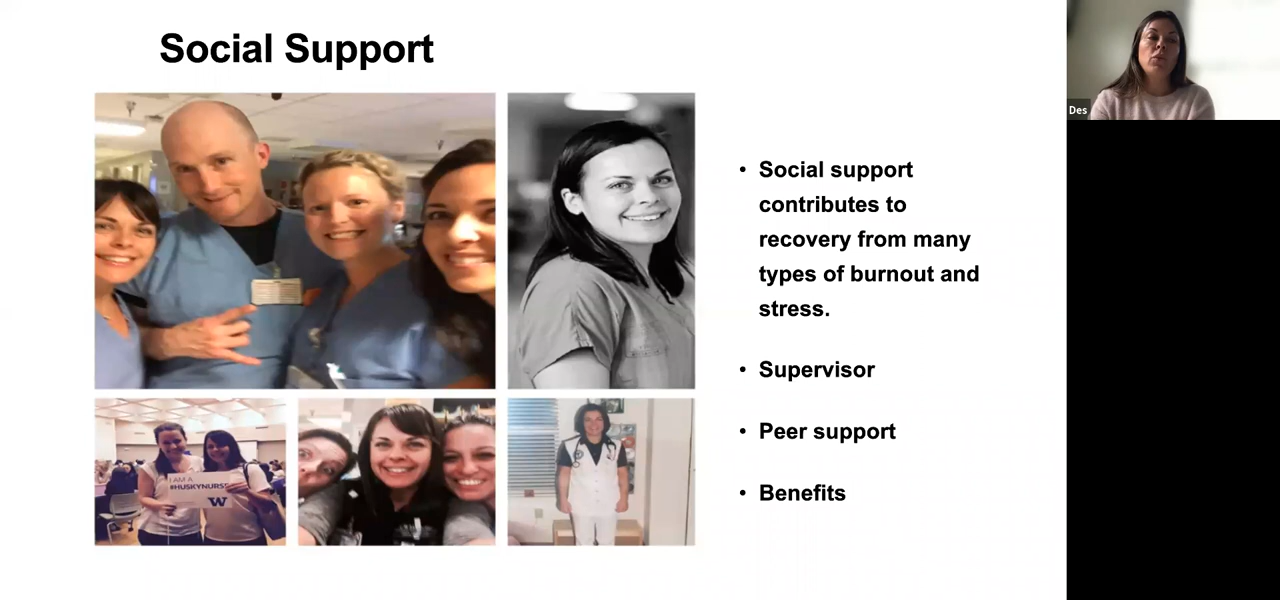 Social Support
• Social support
contributes to
recovery from many
types of burnout and
stress.
• Supervisor
• Peer support
• Benefits
I AM A
#HUSKYNURSE
W
Des